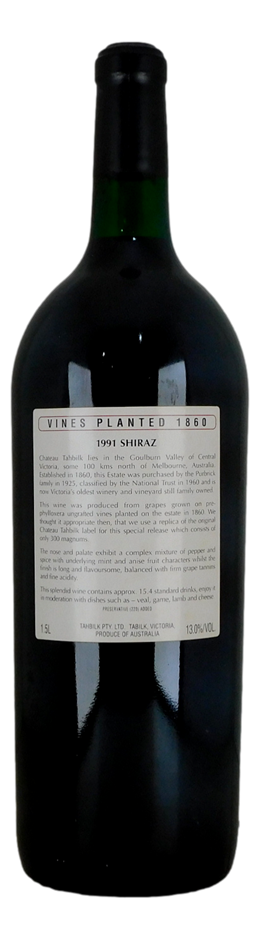 VINES PLANTED 1860
1991 SHIRAZ
Chateau Tahbilk lies in the Goulburn Valley of Central
Victoria, some 100 kms north of Melbourne, Australia.
Established in 1860, this Estate was purchased by the Purbrick
family in 1925, classified by the National Trust in 1960 and is
now Victoria's oldest winery and vineyard still family owned.
This wine was produced from grapes grown on pre-
phylloxera ungrafted vines planted on the estate in 1860. We
thought it appropriate then, that we use a replica of the original
Chateau Tahbilk label for this special release which consists of
only 300 magnums.
The nose and palate exhibit a complex mixture of pepper and
spice with underlying mint and anise fruit characters whilst the
finish is long and flavoursome, balanced with firm grape tannins
and fine acidity.
This splendid wine contains approx. 15.4 standard drinks, enjoy it
in moderation with dishes such as – veal, game, lamb and cheese.
PRESERVATIVE (220) ADDED
TAHBILK PTY. LTD. TABILK, VICTORIA,
1.5L PRODUCE OF AUSTRALIA 13.0%/VOL